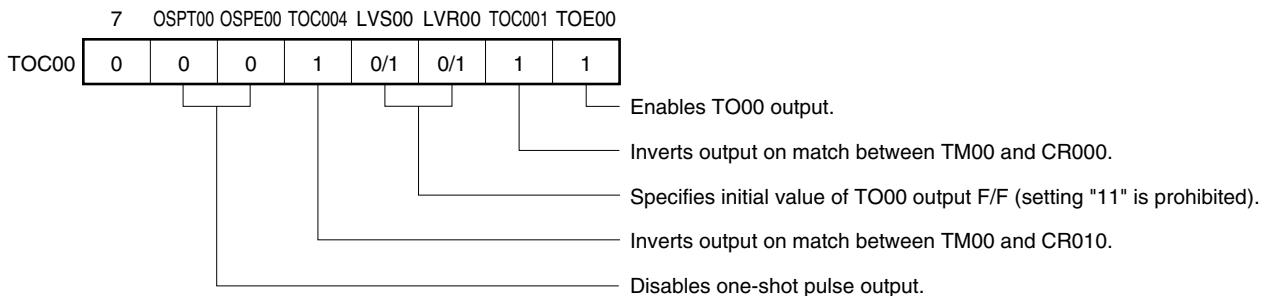 7 OSPT00 OSPE00 TOC004 LVS00 LVR00 TOC001 TOE00
TOC00 0 0 0 1 0/1 0/1 1 1
Enables TO00 output.
Inverts output on match between TM00 and CR000.
Specifies initial value of TO00 output F/F (setting "11" is prohibited).
Inverts output on match between TM00 and CR010.
Disables one-shot pulse output.